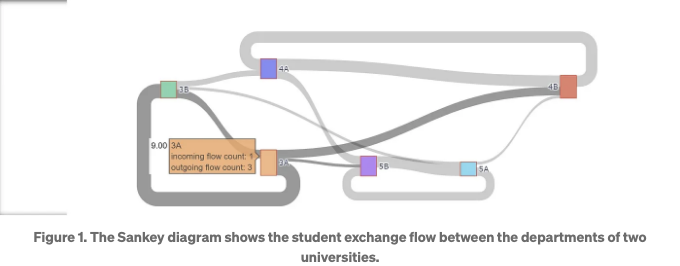 4A
3B
4B
9.00
3A
incoming flow count: 1
outgoing flow count: 3
5B
5A
Figure 1. The Sankey diagram shows the student exchange flow between the departments of two
universities.